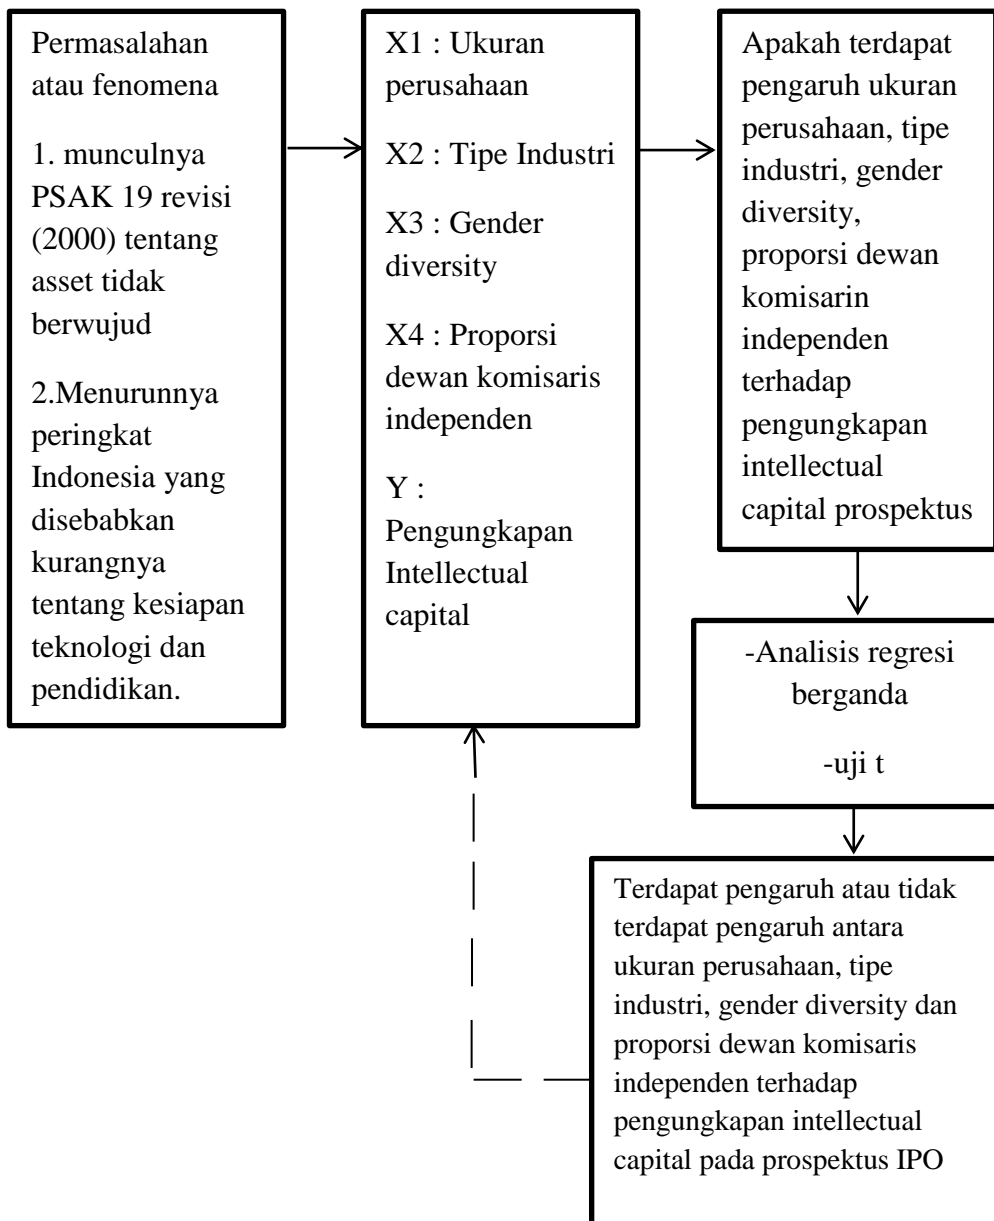 Permasalahan
atau fenomena
1. munculnya
PSAK 19 revisi
(2000) tentang
asset tidak
berwujud
2.Menurunnya
peringkat
Indonesia yang
disebabkan
kurangnya
tentang kesiapan
teknologi dan
pendidikan.
X1 : Ukuran
perusahaan
X2 : Tipe Industri
X3 : Gender
diversity
X4 : Proporsi
dewan komisaris
independen
Y :
Pengungkapan
Intellectual
capital
Apakah terdapat
pengaruh ukuran
perusahaan, tipe
industri, gender
diversity,
proporsi dewan
komisarin
independen
terhadap
pengungkapan
intellectual
capital prospektus
-Analisis regresi
berganda
-uji t
Terdapat pengaruh atau tidak
terdapat pengaruh antara
ukuran perusahaan, tipe
industri, gender diversity dan
proporsi dewan komisaris
independen terhadap
pengungkapan intellectual
capital pada prospektus IPO